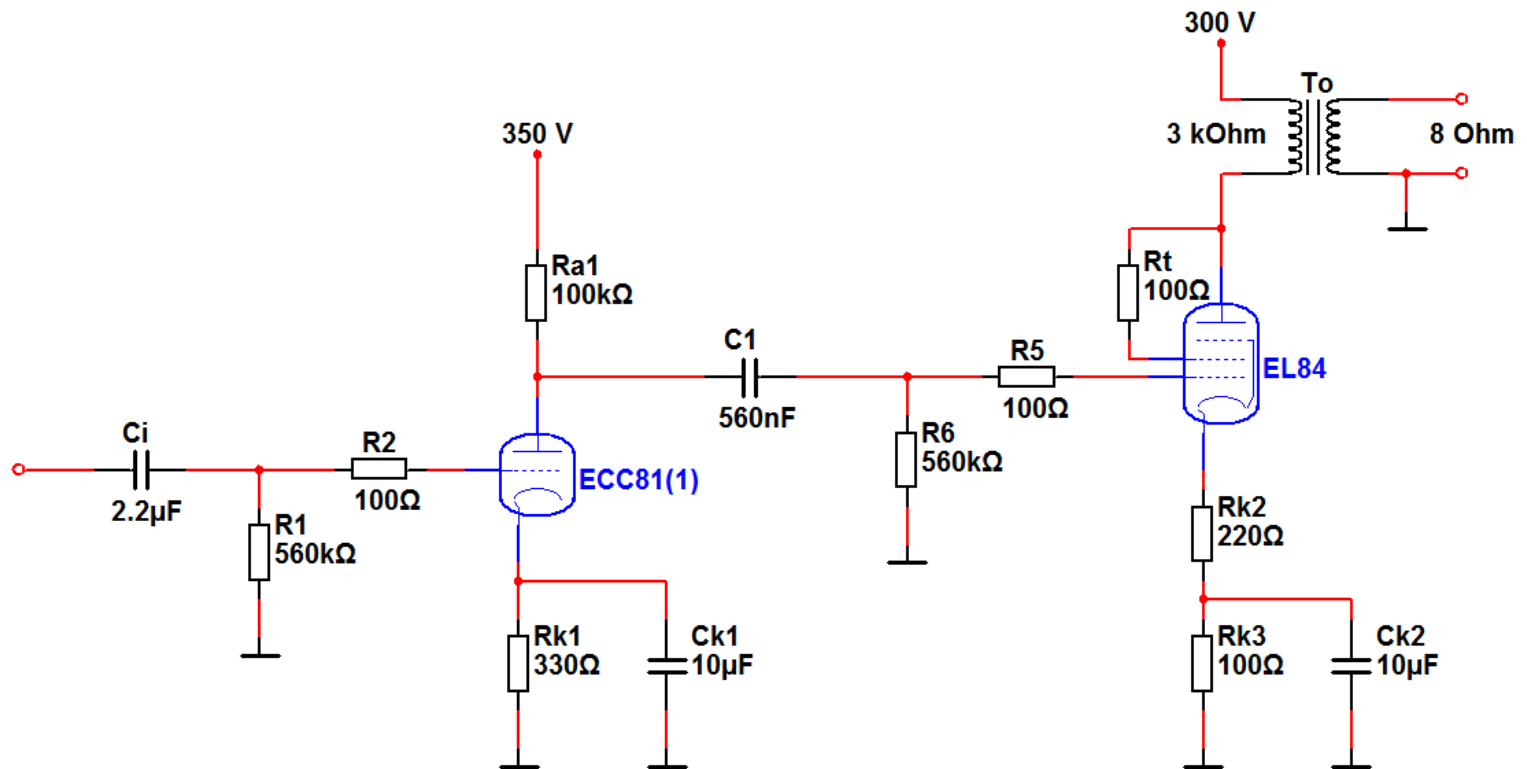 300 V
To
3 kOhm
8 Ohm
350 V
Ra1
100kΩ
Rt
100Ω
C1
560nF
R5
100Ω
EL84
Ci
2.2µF
R2
100Ω
ECC81(1)
R6
560kΩ
R1
560kΩ
Rk2
220Ω
Rk1
330Ω
Ck1
10µF
Rk3
100Ω
Ck2
10µF